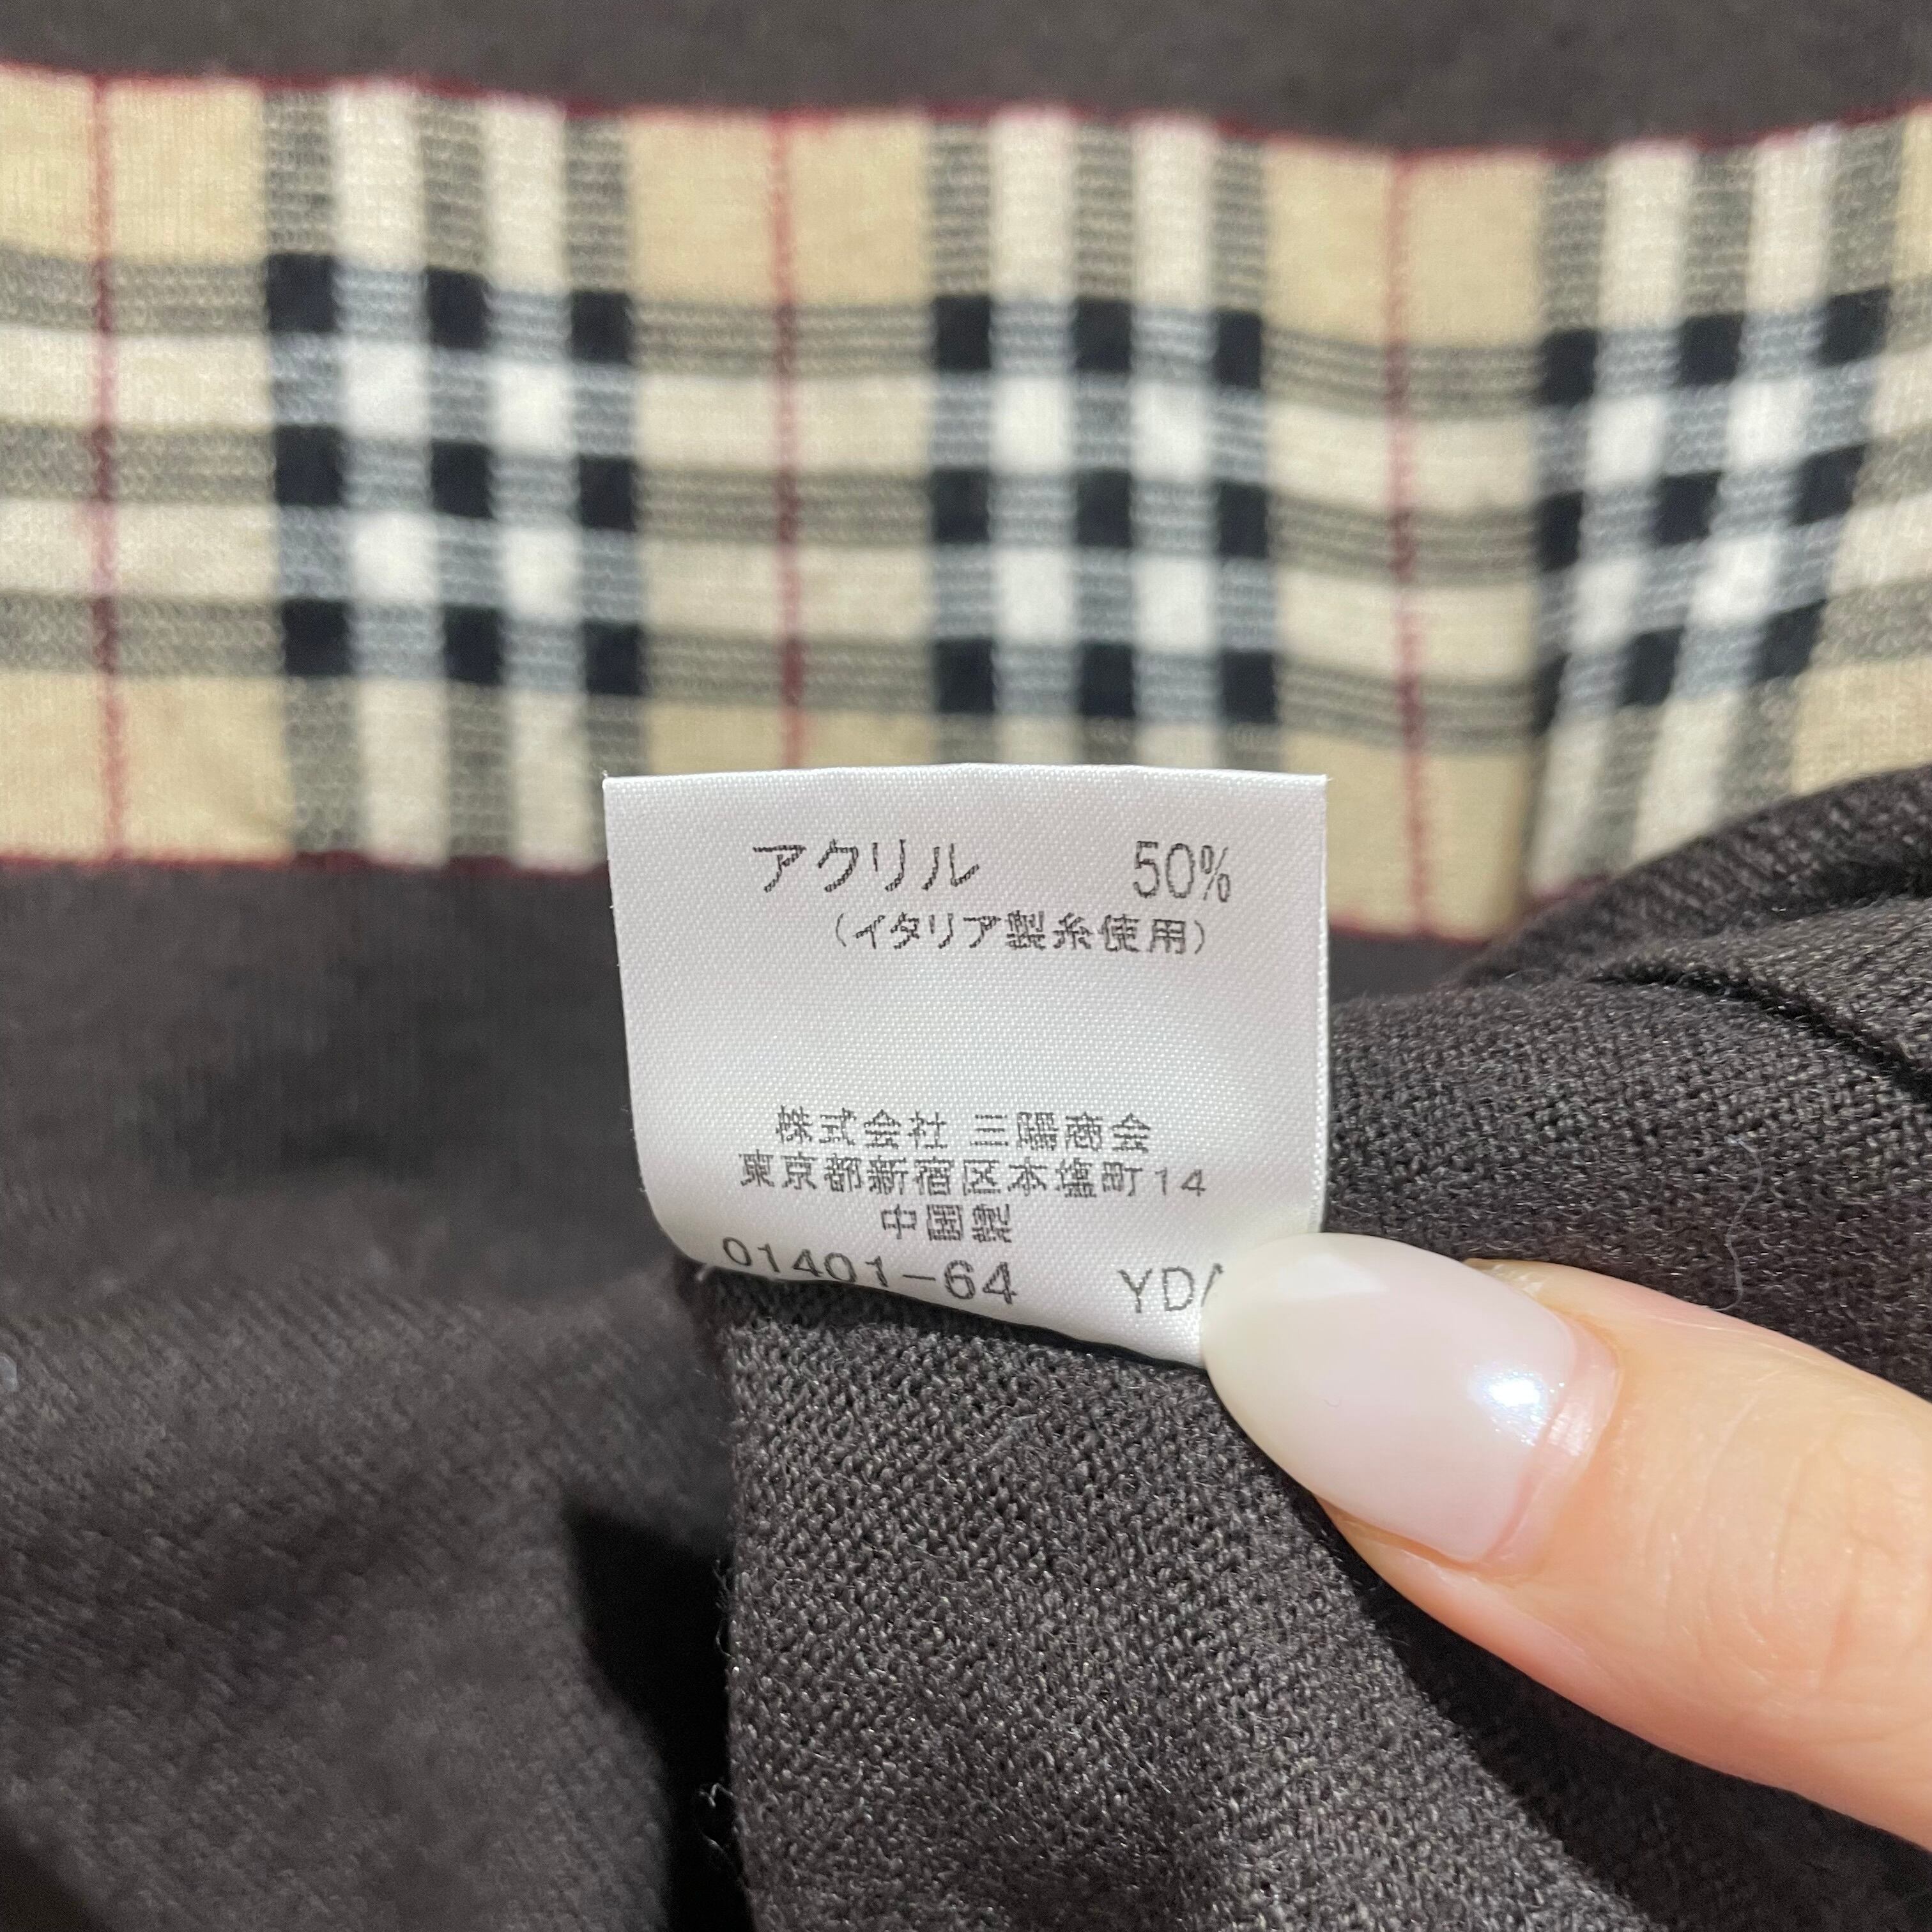 アクリル 50%
(イタリア製糸使用)
株式会社 三陽商会
東京都新宿区本塩町14
中国製
01401-64 YD